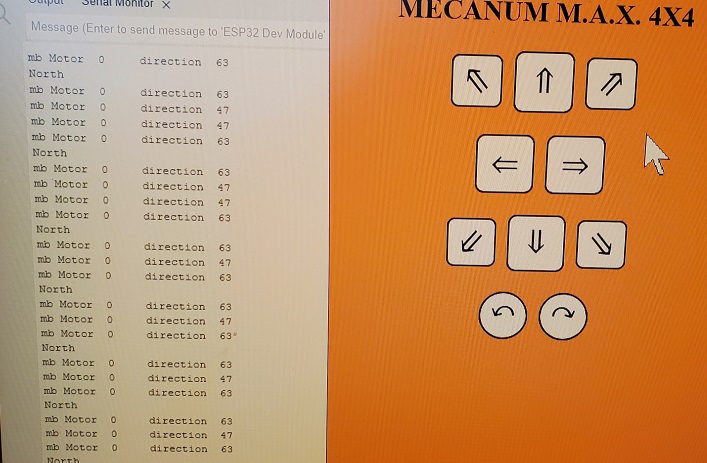 Output Serial Monitor ×
Message (Enter to send message to 'ESP32 Dev Module'
mb Motor 0 direction 63
North
mb Motor 0 direction 63
mb Motor 0 direction 47
mb Motor 0 direction 47
mb Motor 0 direction 63
North
mb Motor 0 direction 63
mb Motor 0 direction 47
mb Motor 0 direction 47
mb Motor 0 direction 63
North
mb Motor 0 direction 63
mb Motor 0 direction 47
mb Motor 0 direction 63
North
mb Motor 0 direction 63
mb Motor 0 direction 47
mb Motor 0 direction 63
North
mb Motor 0 direction 63
mb Motor 0 direction 47
mb Motor 0 direction 63
North
mb Motor 0 direction 63
mb Motor 0 direction 47
mb Motor 0 direction 63
North
MECANUM M.A.X. 4X4
⇖ ⇑ ⇗
⇐ ⇒
⇙ ⇓ ⇘
↶ ↷